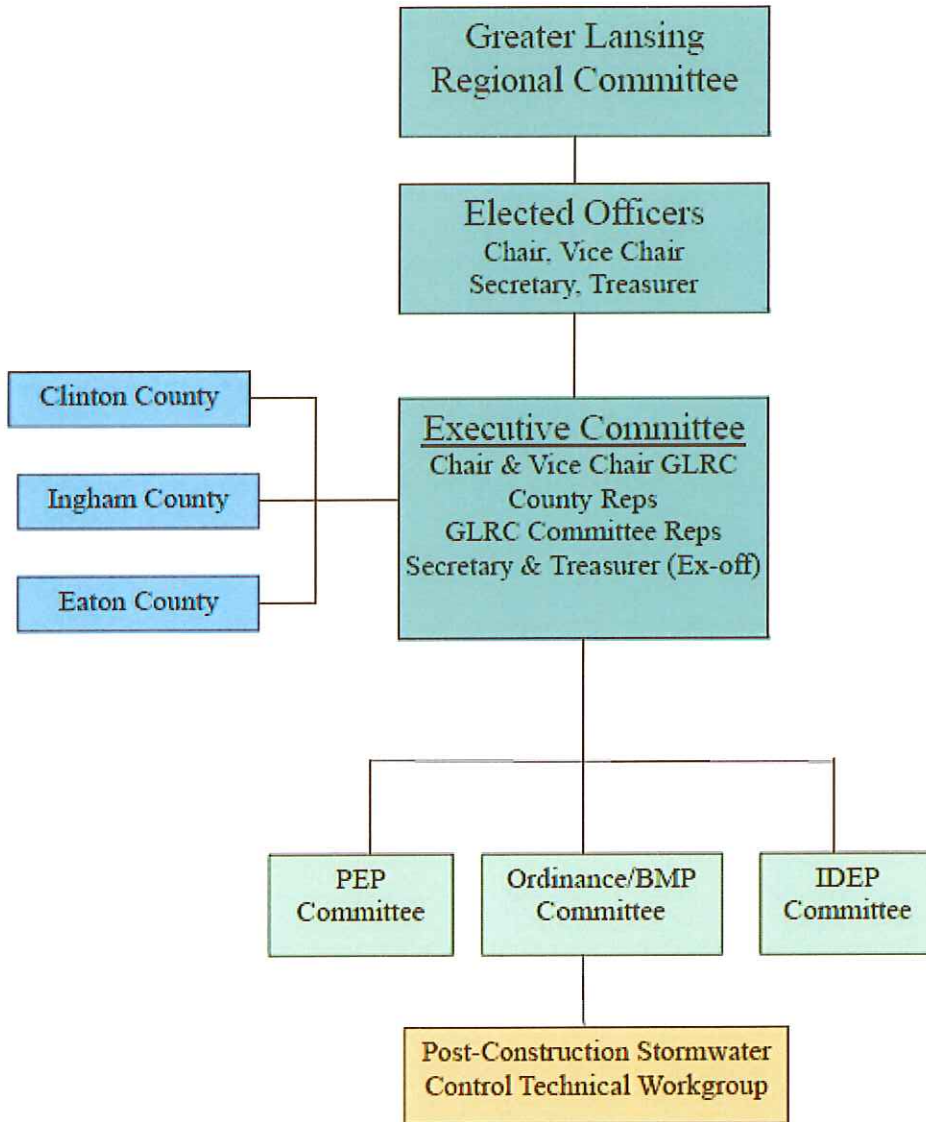 Greater Lansing
Regional Committee
Elected Officers
Chair, Vice Chair
Secretary, Treasurer
Clinton County
Ingham County
Eaton County
Executive Committee
Chair & Vice Chair GLRC
County Reps
GLRC Committee Reps
Secretary & Treasurer (Ex-off)
PEP
Committee
Ordinance/BMP
Committee
IDEP
Committee
Post-Construction Stormwater
Control Technical Workgroup